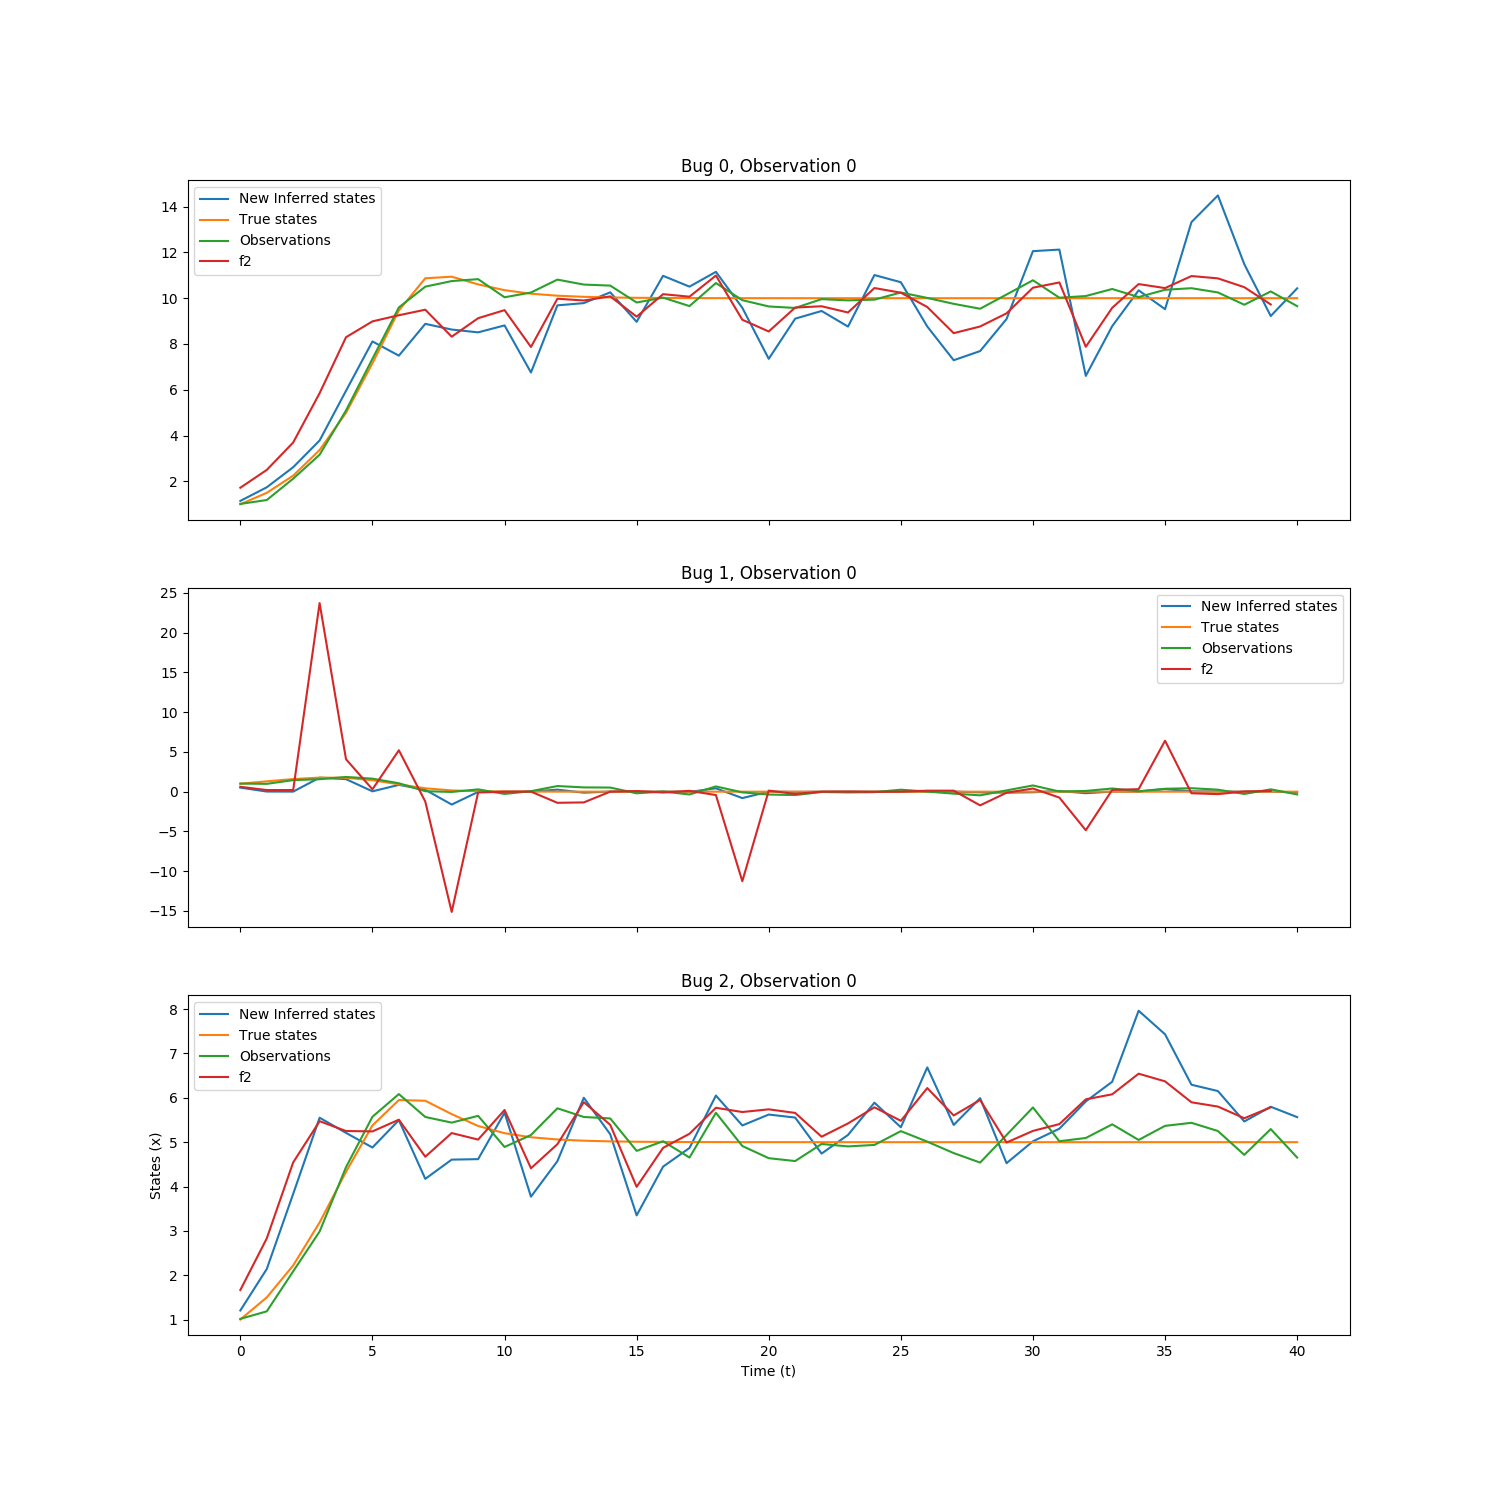 Bug 0, Observation 0
New Inferred states
True states
Observations
f2
14
12
10
8
6
4
2
Bug 1, Observation 0
New Inferred states
True states
Observations
f2
25
20
15
10
5
0
−5
−10
−15
Bug 2, Observation 0
New Inferred states
True states
Observations
f2
8
7
6
5
4
3
2
1
States (x)
0 5 10 15 20 25 30 35 40
Time (t)